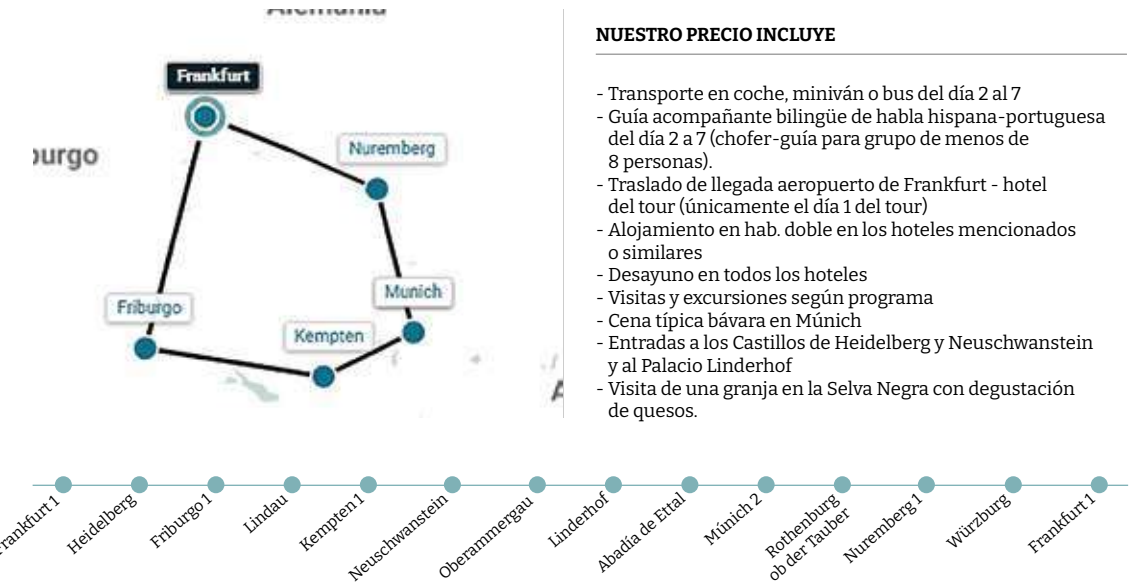 Frankfurt
Nuremberg
Munich
Kempten
Friburgo
NUESTRO PRECIO INCLUYE
- Transporte en coche, miniván o bus del día 2 al 7
- Guía acompañante bilingüe de habla hispana-portuguesa
del día 2 a 7 (chofer-guía para grupo de menos de
8 personas).
- Traslado de llegada aeropuerto de Frankfurt - hotel
del tour (únicamente el día 1 del tour)
- Alojamiento en hab. doble en los hoteles mencionados
o similares
- Desayuno en todos los hoteles
- Visitas y excursiones según programa
- Cena típica bávara en Múnich
- Entradas a los Castillos de Heidelberg y Neuschwanstein
y al Palacio Linderhof
- Visita de una granja en la Selva Negra con degustación
de quesos.
Frankfurt 1
Heidelberg
Friburgo 1
Lindau
Kempten 1
Neuschwanstein
Oberammergau
Linderhof
Abadía de Ettal
Múnich 2
Rothenburg
ob der Tauber
Nuremberg 1
Würzburg
Frankfurt 1